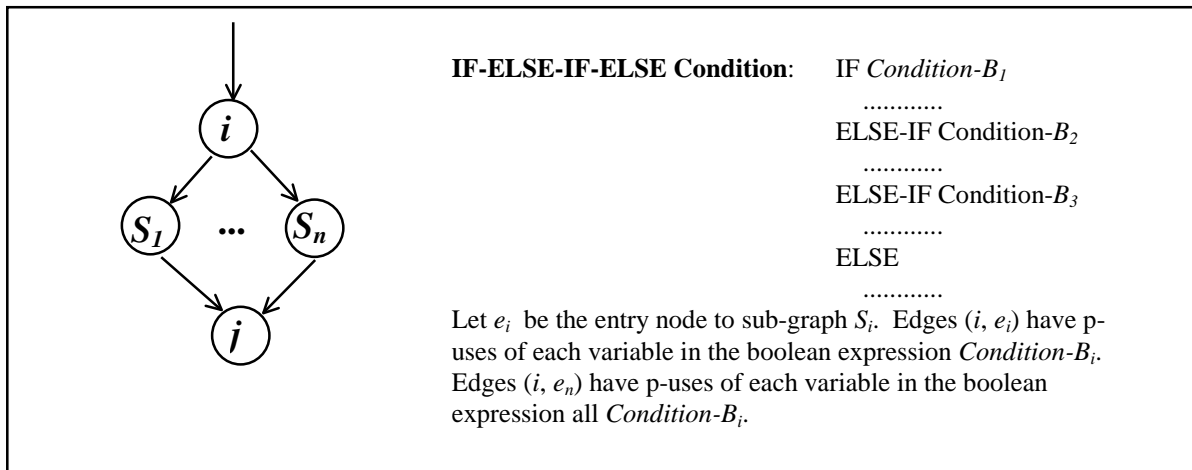 i
S1 ... Sn
j
IF-ELSE-IF-ELSE Condition: IF Condition-B1
............
ELSE-IF Condition-B2
............
ELSE-IF Condition-B3
............
ELSE
............
Let ei be the entry node to sub-graph Si. Edges (i, ei) have p-
uses of each variable in the boolean expression Condition-Bi.
Edges (i, en) have p-uses of each variable in the boolean
expression all Condition-Bi.